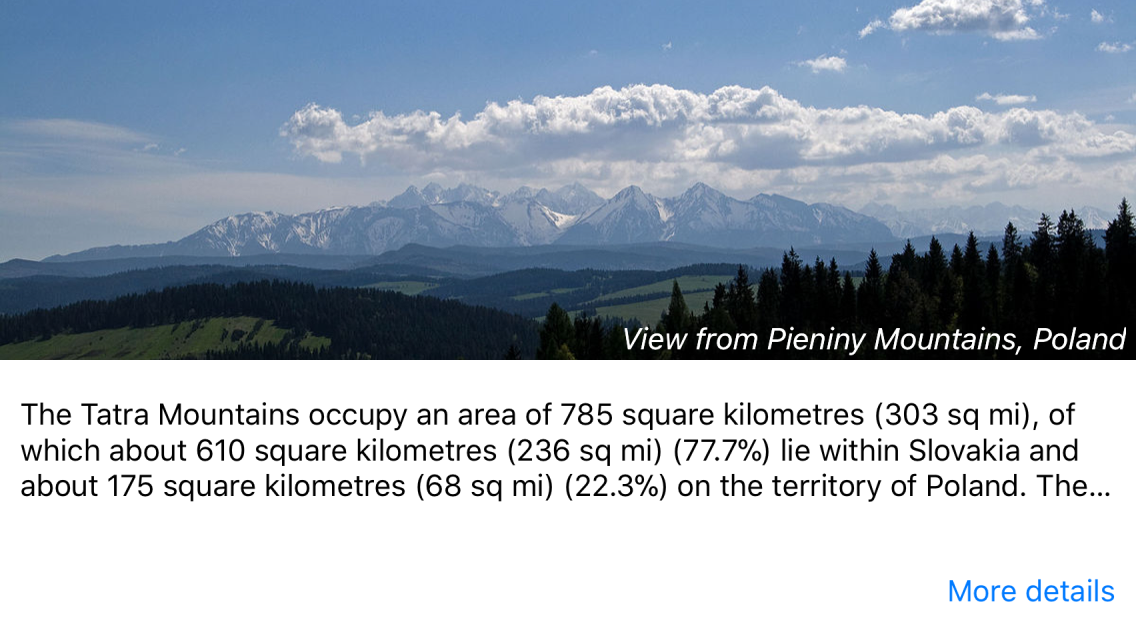 View from Pieniny Mountains, Poland
The Tatra Mountains occupy an area of 785 square kilometres (303 sq mi), of
which about 610 square kilometres (236 sq mi) (77.7%) lie within Slovakia and
about 175 square kilometres (68 sq mi) (22.3%) on the territory of Poland. The...
More details